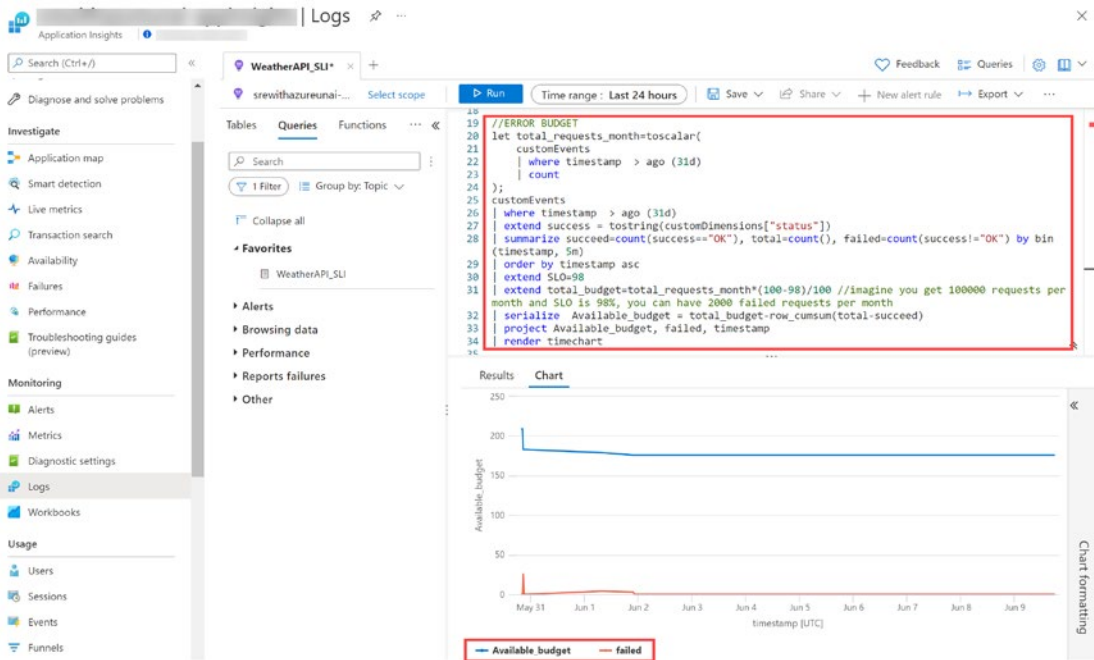 | Logs ···
Application Insights
Search (Ctrl+/) «
Diagnose and solve problems
Investigate
Application map
Smart detection
Live metrics
Transaction search
Availability
Failures
Performance
Troubleshooting guides
(preview)
Monitoring
Alerts
Metrics
Diagnostic settings
Logs
Workbooks
Usage
Users
Sessions
Events
Funnels
WeatherAPI_SLI* × +
Feedback Queries
srewithazureunai-... Select scope
Run Time range : Last 24 hours Save Share New alert rule Export ···
Tables Queries Functions ··· «
Search
1 Filter Group by: Topic
Collapse all
Favorites
WeatherAPI_SLI
Alerts
Browsing data
Performance
Reports failures
Other
18
19 //ERROR BUDGET
20 let total_requests_month=toscalar(
21 customEvents
22 | where timestamp > ago (31d)
23 | count
24 );
25 customEvents
26 | where timestamp > ago (31d)
27 | extend success = tostring(customDimensions["status"])
28 | summarize succeed=count(success=="OK"), total=count(), failed=count(success!="OK") by bin
(timestamp, 5m)
29 | order by timestamp asc
30 | extend SLO=98
31 | extend total_budget=total_requests_month*(100-98)/100 //imagine you get 100000 requests per
month and SLO is 98%, you can have 2000 failed requests per month
32 | serialize Available_budget = total_budget-row_cumsum(total-succeed)
33 | project Available_budget, failed, timestamp
34 | render timechart
35
···
Results Chart
«
250
200
150
100
50
0
Available_budget
May 31 Jun 1 Jun 2 Jun 3 Jun 4 Jun 5 Jun 6 Jun 7 Jun 8 Jun 9
timestamp [UTC]
Available_budget failed
Chart formatting